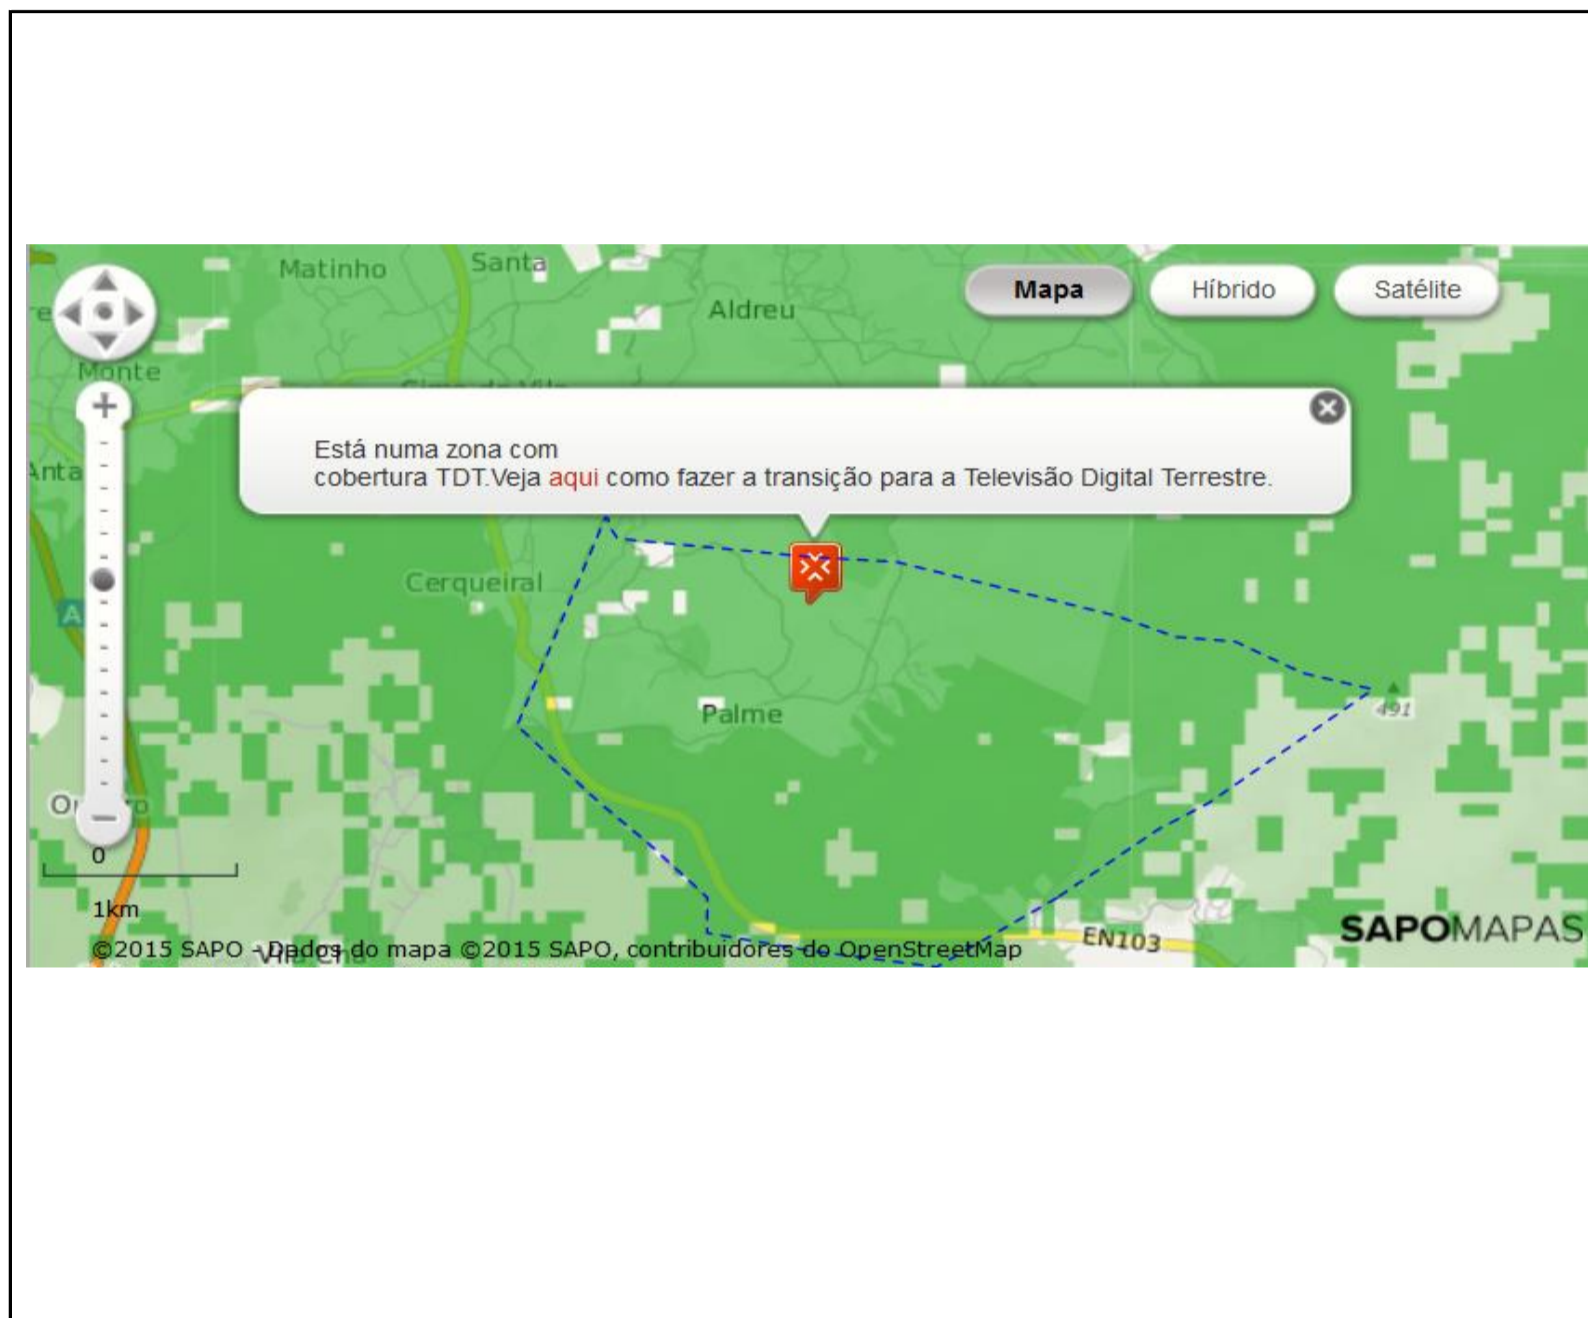 Matinho
Santa
Aldreu
Mapa
Híbrido
Satélite
Monte
+
Está numa zona com
cobertura TDT.Veja aqui como fazer a transição para a Televisão Digital Terrestre.
Anta
Cerqueiral
A
Palme
491
0
1km
EN103
SAPOMAPAS
©2015 SAPO - Dados do mapa ©2015 SAPO, contribuidores do OpenStreetMap